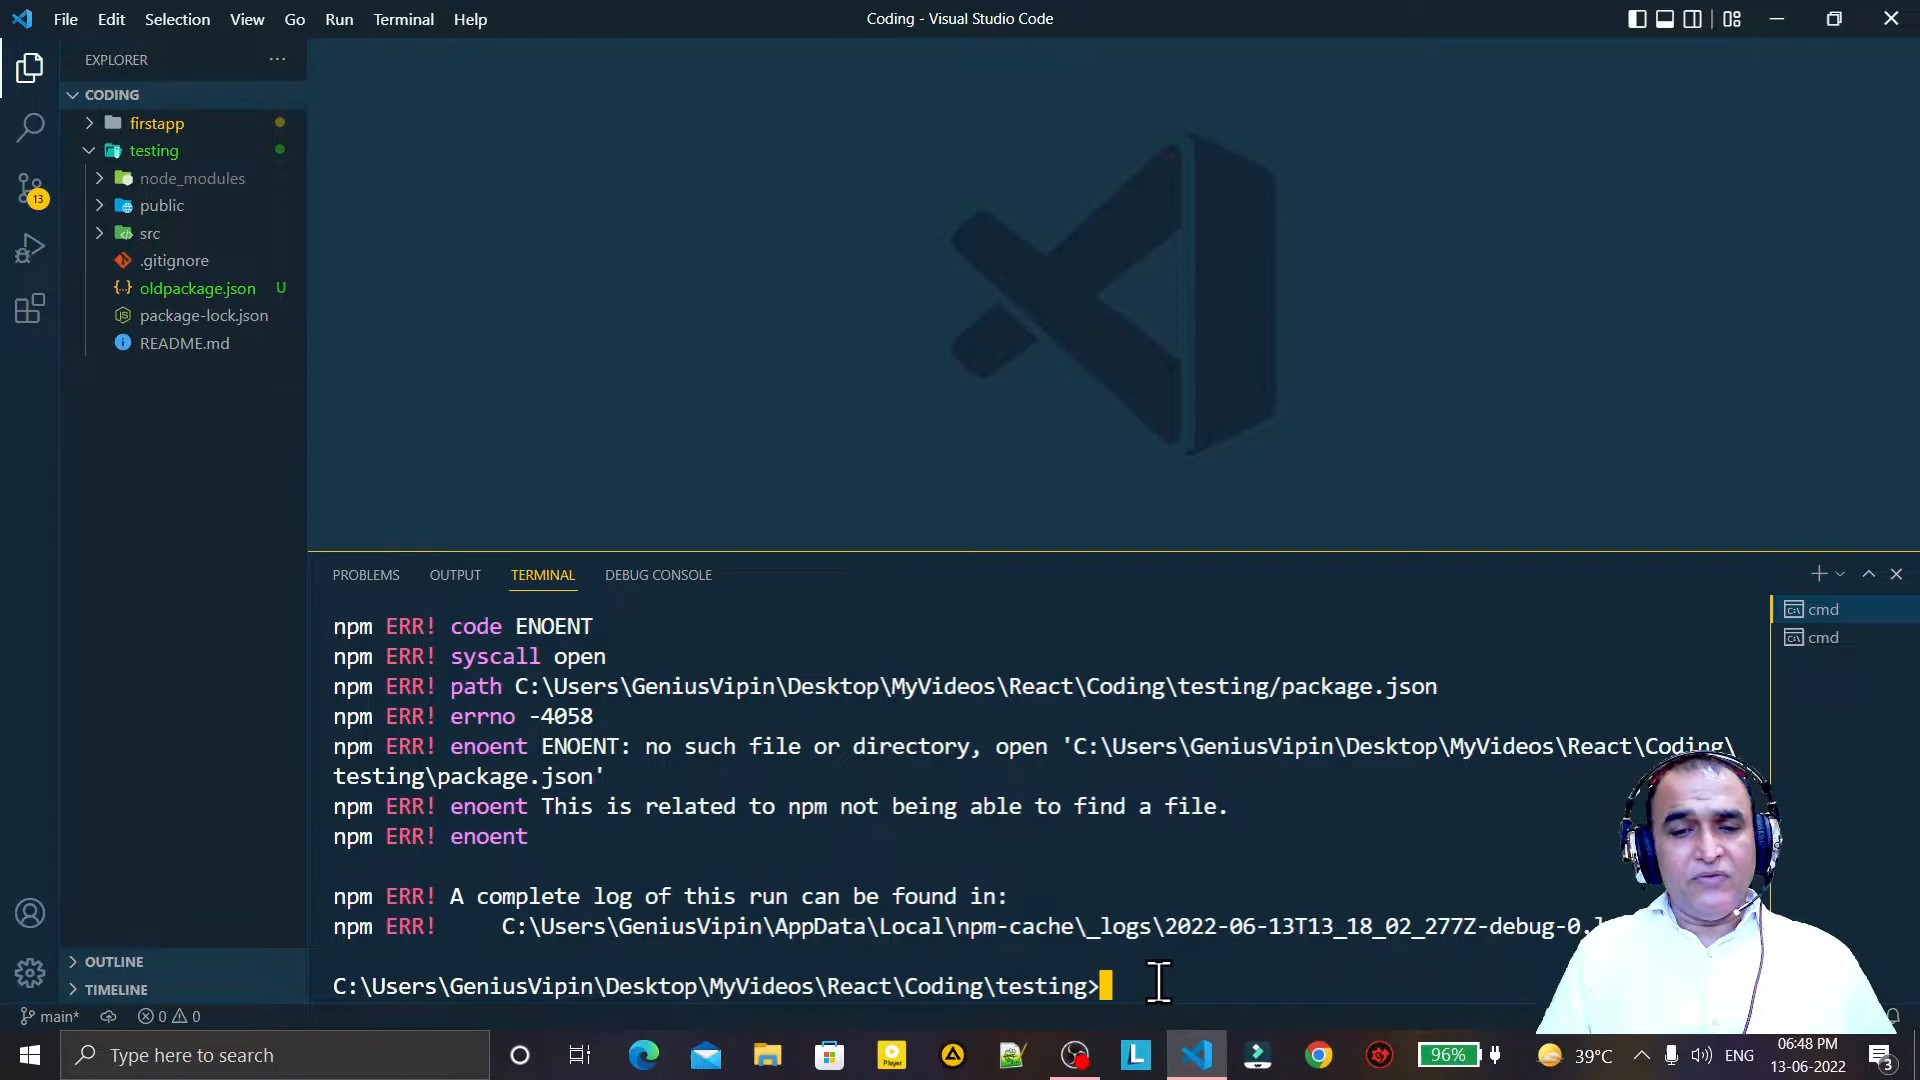 File Edit Selection View Go Run Terminal Help
Coding - Visual Studio Code
EXPLORER
CODING
firstapp
testing
node_modules
public
src
13
.gitignore
oldpackage.json U
package-lock.json
README.md
PROBLEMS OUTPUT TERMINAL DEBUG CONSOLE
cmd
cmd
npm ERR! code ENOENT
npm ERR! syscall open
npm ERR! path C:\Users\GeniusVipin\Desktop\MyVideos\React\Coding\testing/package.json
npm ERR! errno -4058
npm ERR! enoent ENOENT: no such file or directory, open 'C:\Users\GeniusVipin\Desktop\MyVideos\React\Coding\
testing\package.json'
npm ERR! enoent This is related to npm not being able to find a file.
npm ERR! enoent
npm ERR! A complete log of this run can be found in:
npm ERR! C:\Users\GeniusVipin\AppData\Local\npm-cache\_logs\2022-06-13T13_18_02_277Z-debug-0.l
C:\Users\GeniusVipin\Desktop\MyVideos\React\Coding\testing>
OUTLINE
TIMELINE
main* 0 0
Type here to search
Player
L
96%
39°C
ENG
06:48 PM
13-06-2022
3